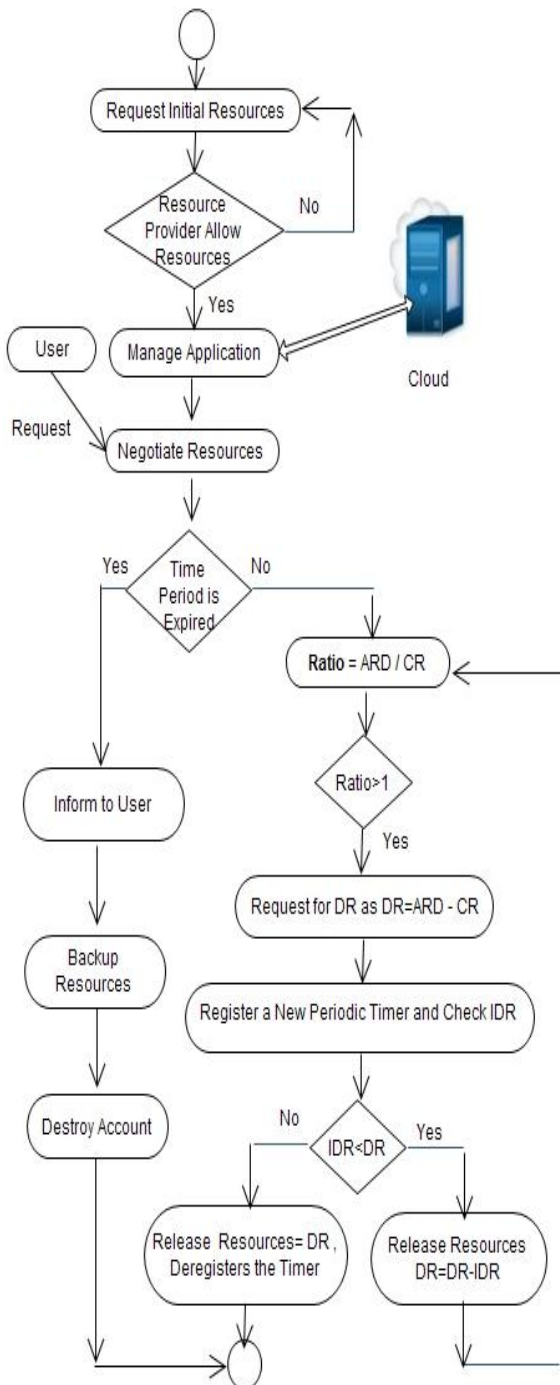 Request Initial Resources
Resource
Provider Allow
Resources
No
Yes
User
Manage Application
Cloud
Request
Negotiate Resources
Yes
Time
Period is
Expired
No
Ratio = ARD / CR
Ratio>1
Inform to User
Yes
Request for DR as DR=ARD - CR
Backup
Resources
Register a New Periodic Timer and Check IDR
Destroy Account
No
IDR<DR
Yes
Release Resources= DR ,
Deregisters the Timer
Release Resources
DR=DR-IDR